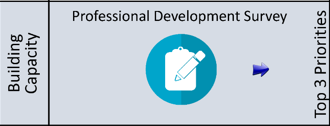 Building
Capacity
Professional Development Survey
Top 3 Priorities